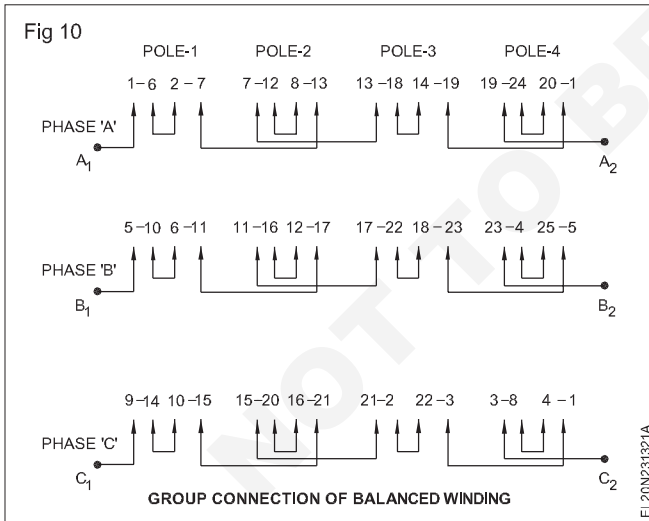 Fig 10
POLE-1 POLE-2 POLE-3 POLE-4
1–6 2–7 7–12 8–13 13–18 14–19 19–24 20–1
PHASE 'A'
A1 A2
5–10 6–11 11–16 12–17 17–22 18–23 23–4 25–5
PHASE 'B'
B1 B2
9–14 10–15 15–20 16–21 21–2 22–3 3–8 4–1
PHASE 'C'
C1 C2
GROUP CONNECTION OF BALANCED WINDING
EL20N231321A
NOT TO BE